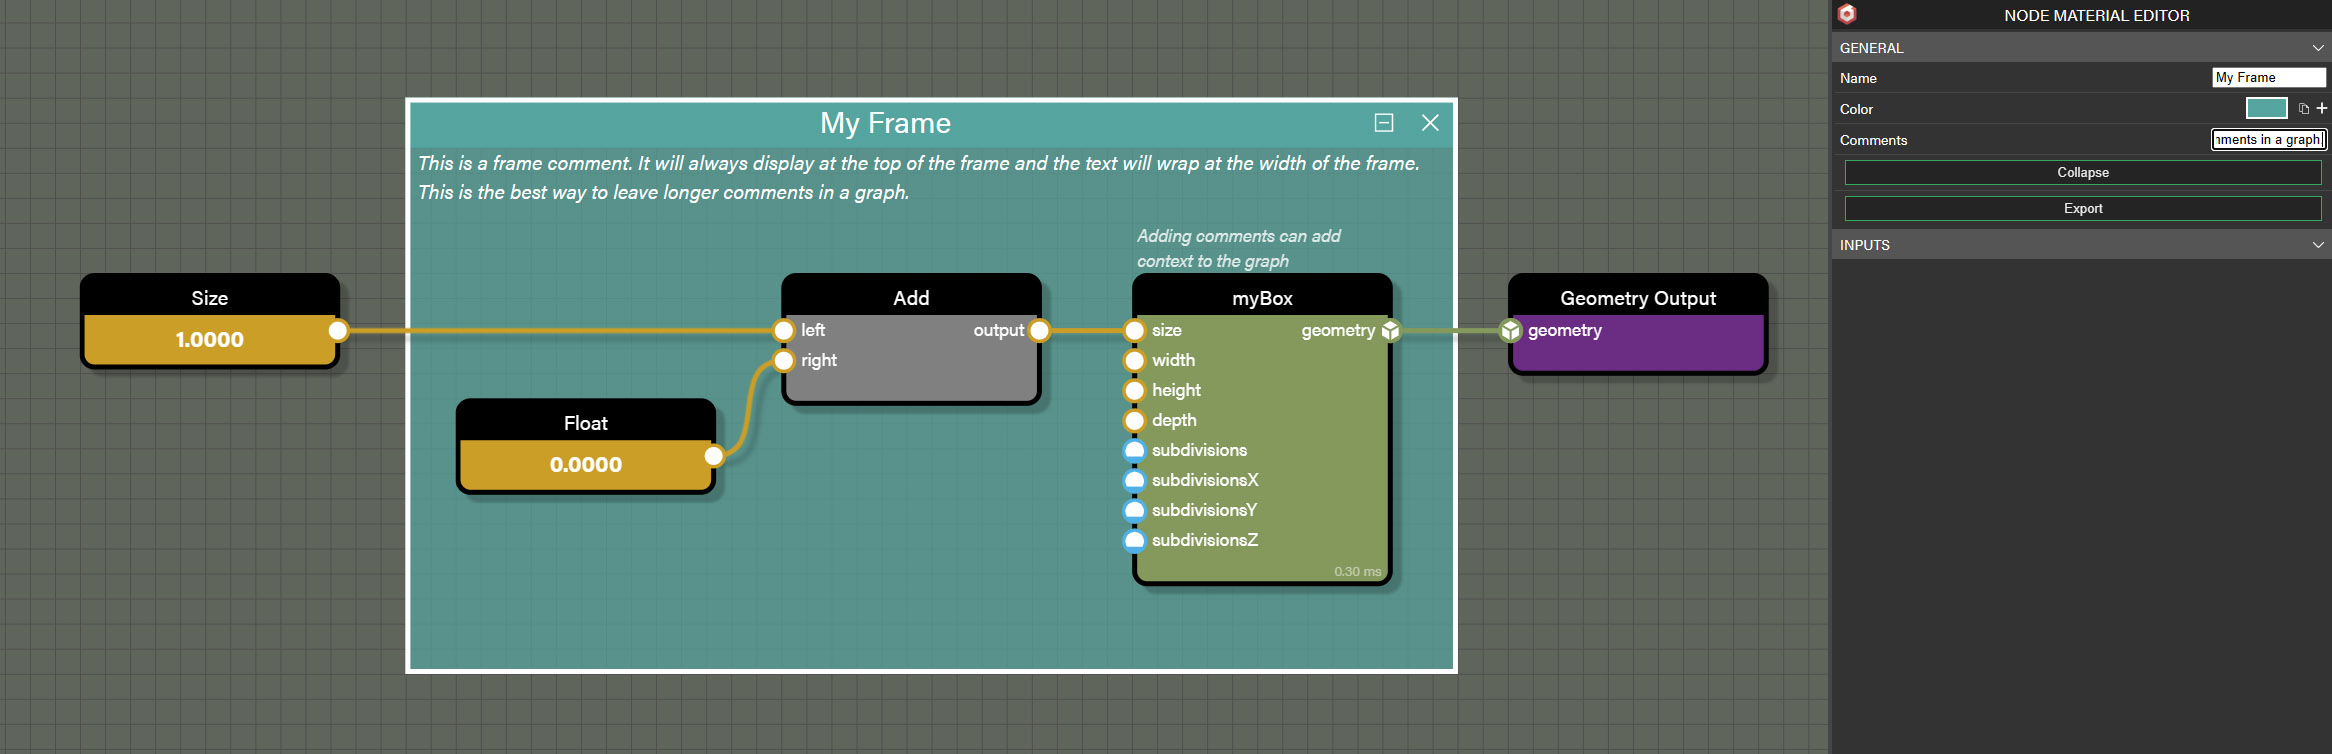 NODE MATERIAL EDITOR
GENERAL
Name
My Frame
Color
Comments
ments in a graph
Collapse
Export
INPUTS
My Frame
This is a frame comment. It will always display at the top of the frame and the text will wrap at the width of the frame.
This is the best way to leave longer comments in a graph.
Adding comments can add
context to the graph
Size
1.0000
Float
0.0000
Add
left
output
right
myBox
size
geometry
width
height
depth
subdivisions
subdivisionsX
subdivisionsY
subdivisionsZ
0.30 ms
Geometry Output
geometry